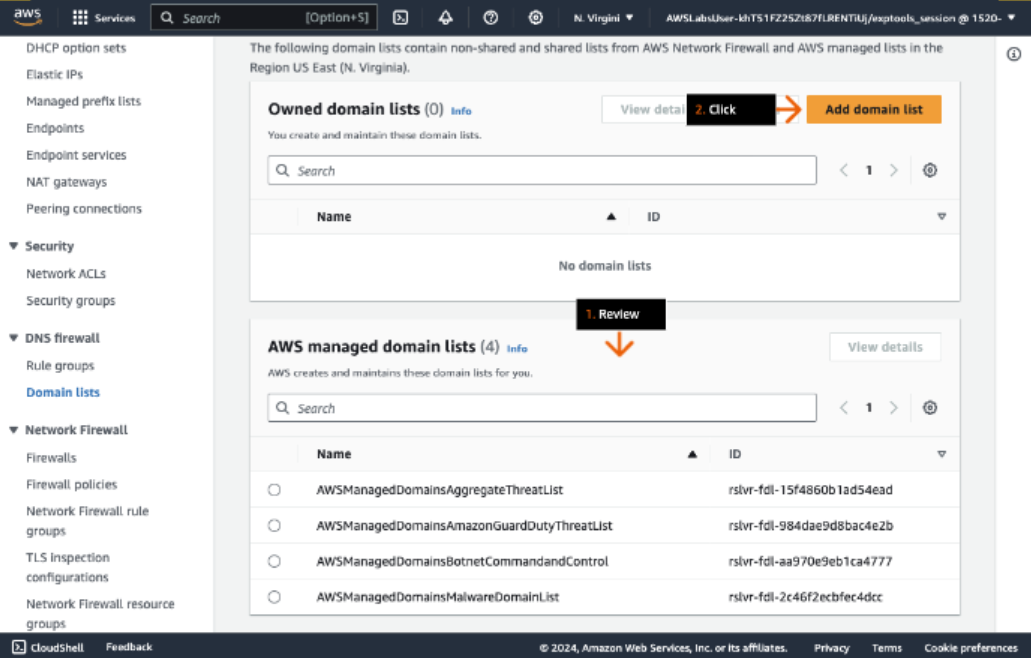 aws
Services
Search [Option+S]
N. Virgini
AWSLabsUser-khT51FZ25Zt87fLRENTiUj/exptools_session @ 1520-
DHCP option sets
Elastic IPs
Managed prefix lists
Endpoints
Endpoint services
NAT gateways
Peering connections
Security
Network ACLs
Security groups
DNS firewall
Rule groups
Domain lists
Network Firewall
Firewalls
Firewall policies
Network Firewall rule
groups
TLS inspection
configurations
Network Firewall resource
groups
The following domain lists contain non-shared and shared lists from AWS Network Firewall and AWS managed lists in the
Region US East (N. Virginia).
Owned domain lists (0) Info
View detai
2. Click
Add domain list
You create and maintain these domain lists.
Search
1
Name ID
No domain lists
1. Review
AWS managed domain lists (4) Info
View details
AWS creates and maintains these domain lists for you.
Search
1
Name ID
AWSManagedDomainsAggregateThreatList rslvr-fdl-15f4860b1ad54ead
AWSManagedDomainsAmazonGuardDutyThreatList rslvr-fdl-984dae9d8bac4e2b
AWSManagedDomainsBotnetCommandandControl rslvr-fdl-aa970e9eb1ca4777
AWSManagedDomainsMalwareDomainList rslvr-fdl-2c46f2ecbfec4dcc
CloudShell Feedback © 2024, Amazon Web Services, Inc. or its affiliates. Privacy Terms Cookie preferences